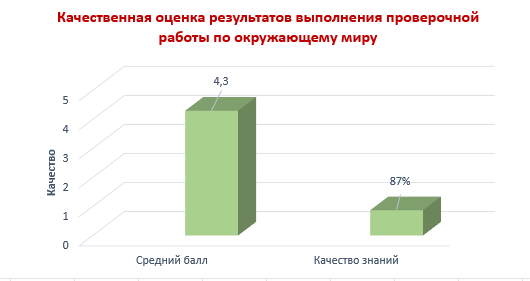 Качественная оценка результатов выполнения проверочной
работы по окружающему миру
4,3
87%
5
4
3
2
1
0
Качество
Средний балл
Качество знаний